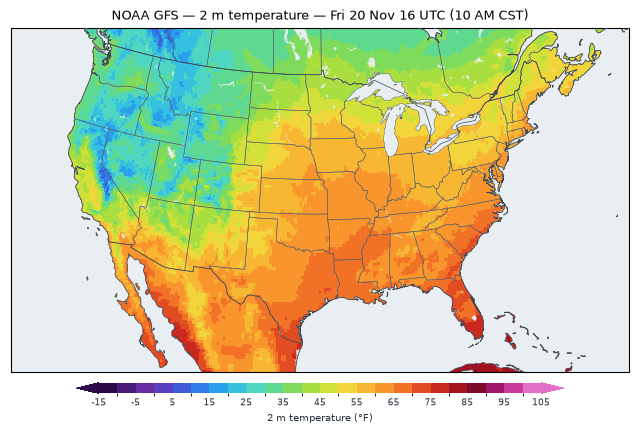 NOAA GFS — 2 m temperature — Fri 20 Nov 16 UTC (10 AM CST)
-15 -5 5 15 25 35 45 55 65 75 85 95 105
2 m temperature (°F)